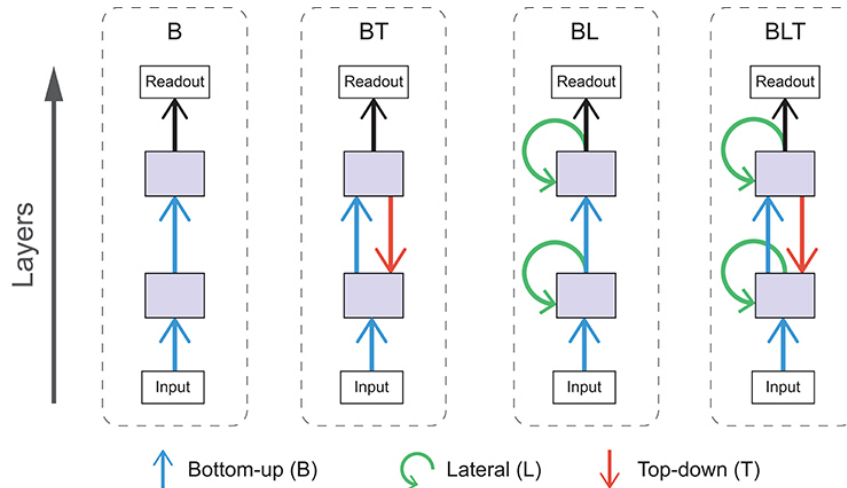 B
BT
BL
BLT
Readout
Readout
Readout
Readout
Layers
Input
Input
Input
Input
Bottom-up (B)
Lateral (L)
Top-down (T)